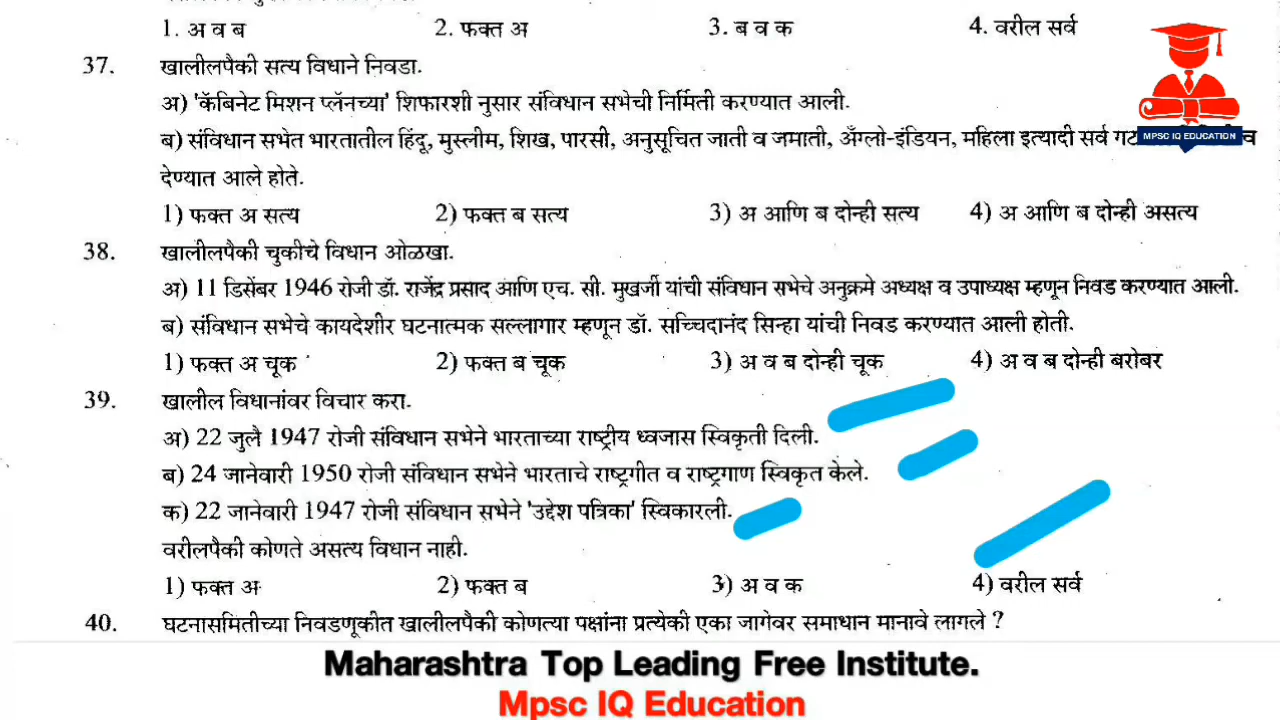 1. अ व ब 2. फक्त अ 3. ब व क 4. वरील सर्व
37. खालीलपैकी सत्य विधाने निवडा.
अ) 'कॅबिनेट मिशन प्लॅनच्या' शिफारशी नुसार संविधान सभेची निर्मिती करण्यात आली.
ब) संविधान सभेत भारतातील हिंदू, मुस्लीम, शिख, पारसी, अनुसूचित जाती व जमाती, अँग्लो-इंडियन, महिला इत्यादी सर्व
देण्यात आले होते.
1) फक्त अ सत्य 2) फक्त ब सत्य 3) अ आणि ब दोन्ही सत्य 4) अ आणि ब दोन्ही असत्य
38. खालीलपैकी चुकीचे विधान ओळखा.
अ) 11 डिसेंबर 1946 रोजी डॉ. राजेंद्र प्रसाद आणि एच. सी. मुखर्जी यांची संविधान सभेचे अनुक्रमे अध्यक्ष व उपाध्यक्ष म्हणून निवड करण्यात आली.
ब) संविधान सभेचे कायदेशीर घटनात्मक सल्लागार म्हणून डॉ. सच्चिदानंद सिन्हा यांची निवड करण्यात आली होती.
1) फक्त अ चूक 2) फक्त ब चूक 3) अ व ब दोन्ही चूक 4) अ व ब दोन्ही बरोबर
39. खालील विधानांवर विचार करा.
अ) 22 जुलै 1947 रोजी संविधान सभेने भारताच्या राष्ट्रीय ध्वजास स्विकृती दिली.
ब) 24 जानेवारी 1950 रोजी संविधान सभेने भारताचे राष्ट्रगीत व राष्ट्रगाण स्विकृत केले.
क) 22 जानेवारी 1947 रोजी संविधान सभेने 'उद्देश पत्रिका' स्विकारली.
वरीलपैकी कोणते असत्य विधान नाही.
1) फक्त अ 2) फक्त ब 3) अ व क 4) वरील सर्व
40. घटनासमितीच्या निवडणूकीत खालीलपैकी कोणत्या पक्षांना प्रत्येकी एका जागेवर समाधान मानावे लागले ?
MPSC IQ EDUCATION
Maharashtra Top Leading Free Institute.
Mpsc IQ Education